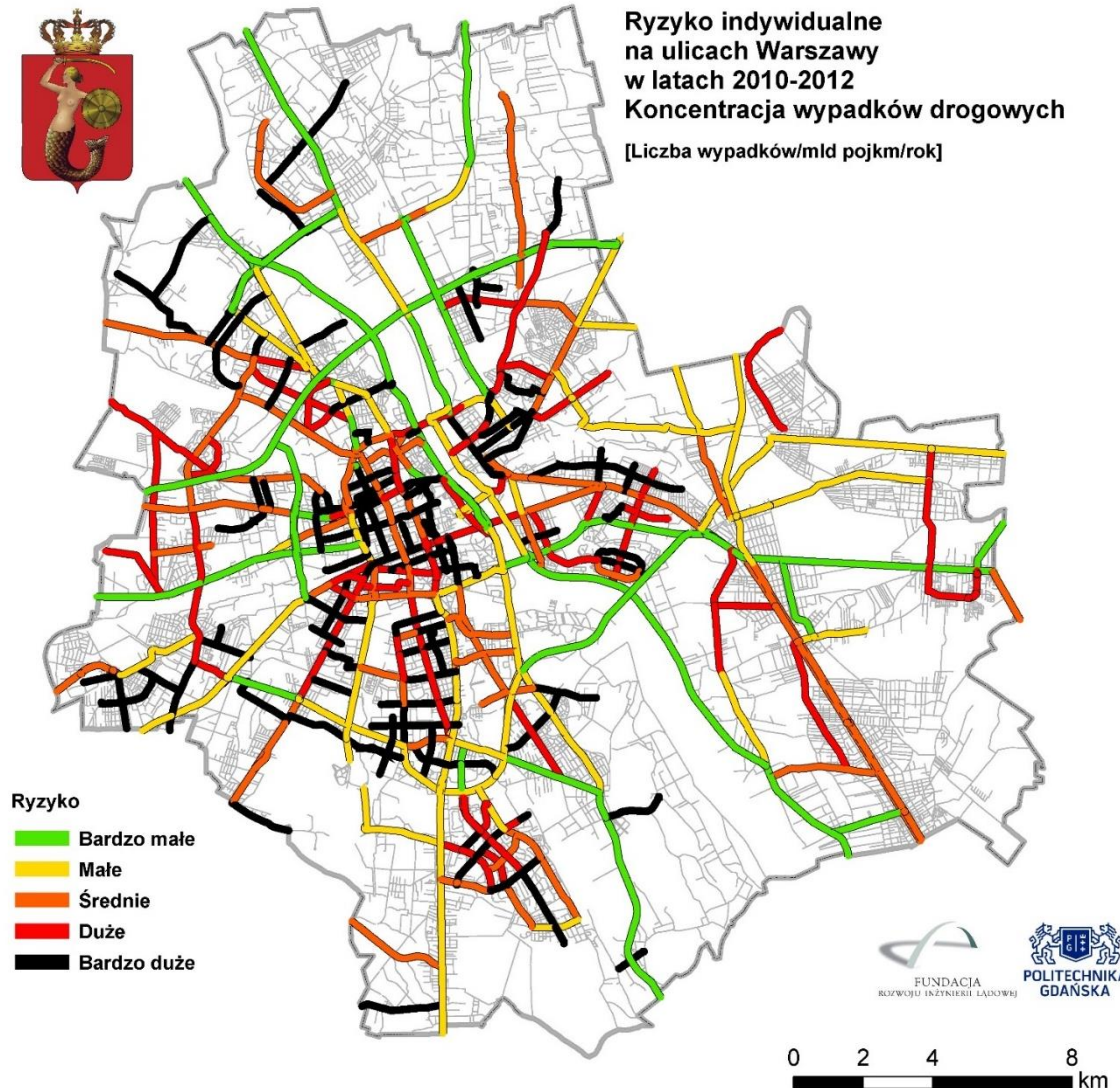 Ryzyko indywidualne
na ulicach Warszawy
w latach 2010-2012
Koncentracja wypadków drogowych
[Liczba wypadków/mld pojkm/rok]
Ryzyko
Bardzo małe
Małe
Średnie
Duże
Bardzo duże
FUNDACJA
ROZWOJU INŻYNIERII LĄDOWEJ
PG
POLITECHNIKA
GDAŃSKA
0 2 4 8
km